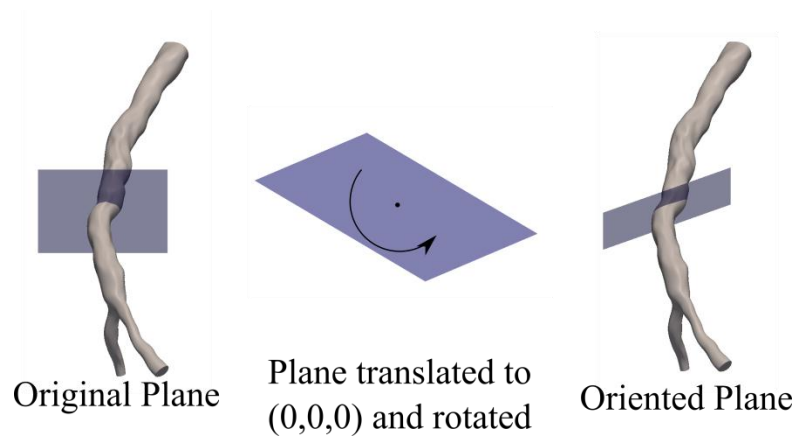 Original Plane
Plane translated to
(0,0,0) and rotated
Oriented Plane